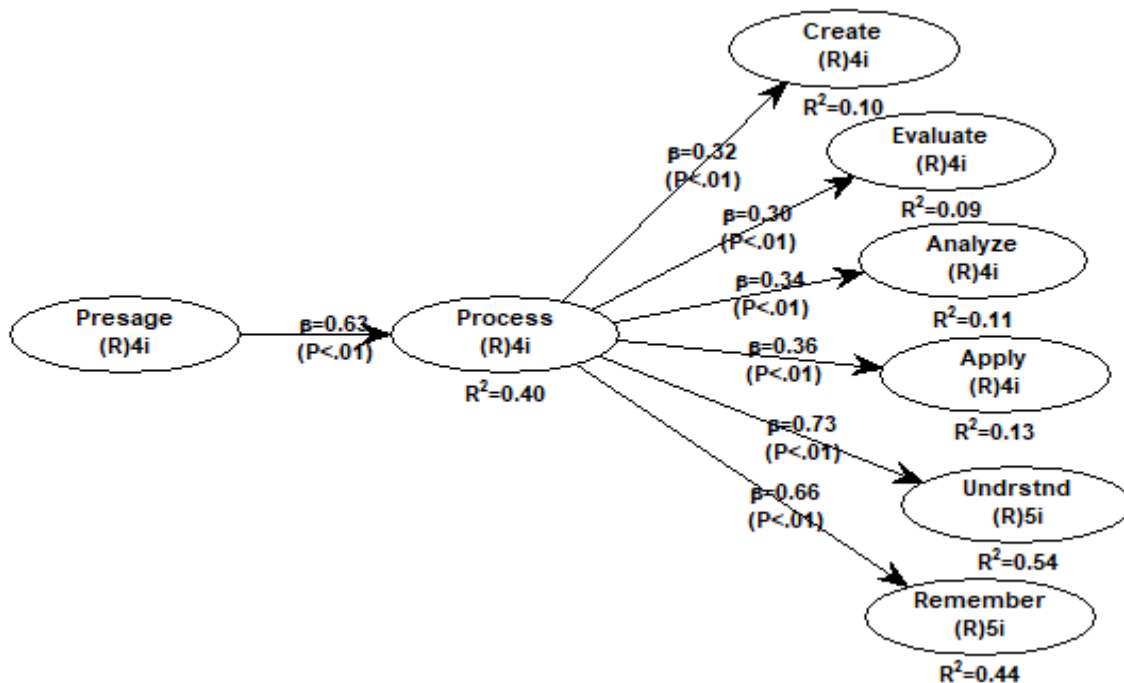 Create
(R)4i
R²=0.10
β=0.32
(P<.01)
Evaluate
(R)4i
R²=0.09
β=0.30
(P<.01)
Analyze
(R)4i
R²=0.11
β=0.34
(P<.01)
Presage
(R)4i
β=0.63
(P<.01)
Process
(R)4i
R²=0.40
β=0.36
(P<.01)
Apply
(R)4i
R²=0.13
β=0.73
(P<.01)
Undrstnd
(R)5i
R²=0.54
β=0.66
(P<.01)
Remember
(R)5i
R²=0.44